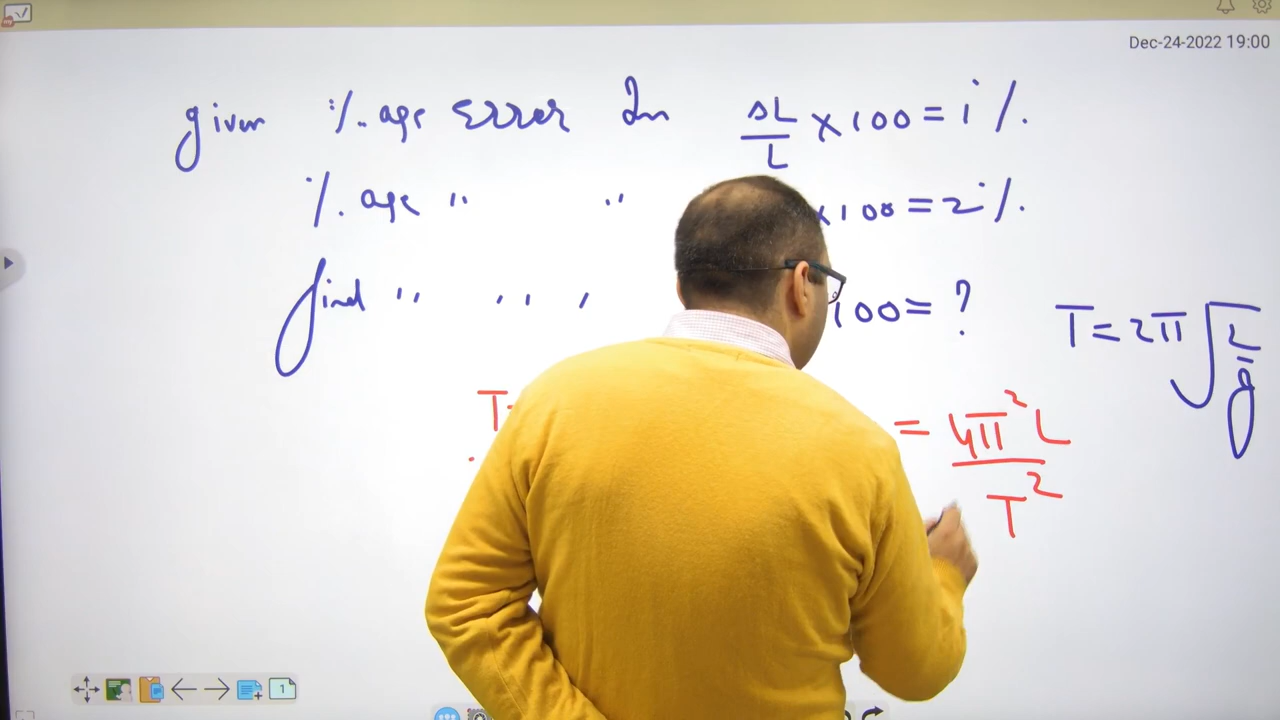 Dec-24-2022 19:00
given %.age Error In ΔL/L × 100 = 1%.
%.age " " × 100 = 2%.
find " " " 100 = ?
T = 2π √(L/g)
T = 4π²L/T²
1